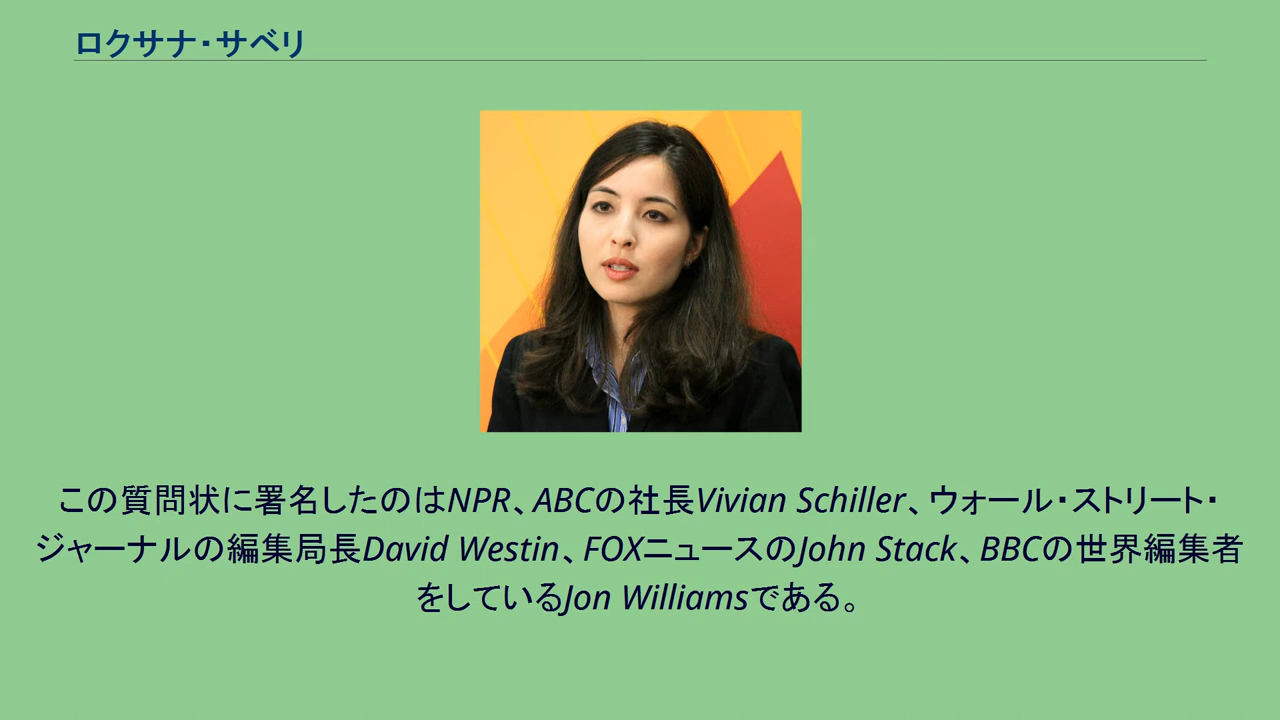 ロクサナ・サベリ
この質問状に署名したのはNPR、ABCの社長Vivian Schiller、ウォール・ストリート・
ジャーナルの編集局長David Westin、FOXニュースのJohn Stack、BBCの世界編集者
をしているJon Williamsである。